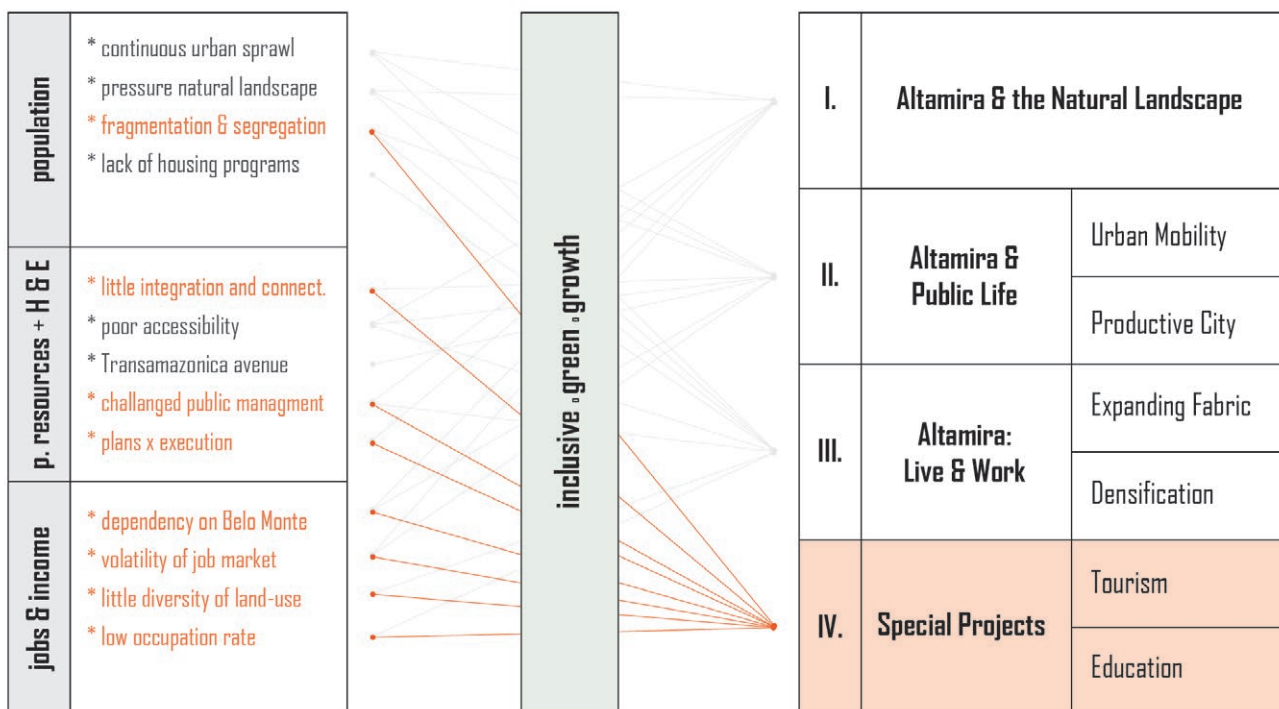 population
* continuous urban sprawl
* pressure natural landscape
* fragmentation & segregation
* lack of housing programs
p. resources + H & E
* little integration and connect.
* poor accessibility
* Transamazonica avenue
* challanged public managment
* plans x execution
jobs & income
* dependency on Belo Monte
* volatility of job market
* little diversity of land-use
* low occupation rate
inclusive.green.growth
I.
Altamira & the Natural Landscape
II.
Altamira &
Public Life
Urban Mobility
Productive City
III.
Altamira:
Live & Work
Expanding Fabric
Densification
IV.
Special Projects
Tourism
Education